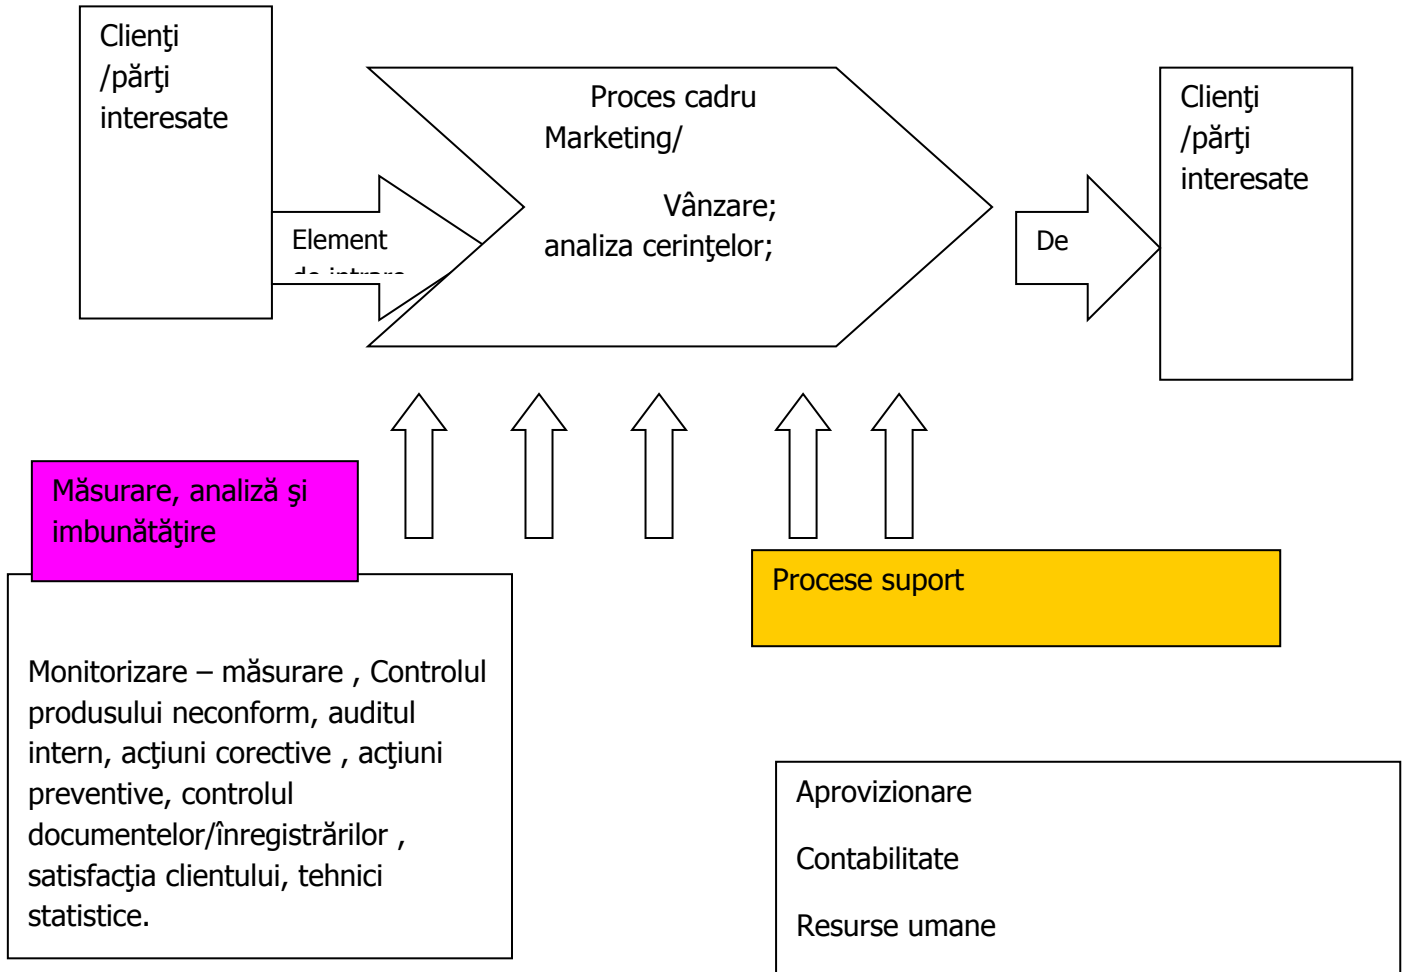 Clienţi
/părţi
interesate
Proces cadru
Marketing/
Vânzare;
analiza cerinţelor;
Element
de intrare
De
Clienţi
/părţi
interesate
Măsurare, analiză şi
imbunătăţire
Monitorizare – măsurare , Controlul
produsului neconform, auditul
intern, acţiuni corective , acţiuni
preventive, controlul
documentelor/înregistrărilor ,
satisfacţia clientului, tehnici
statistice.
Procese suport
Aprovizionare
Contabilitate
Resurse umane